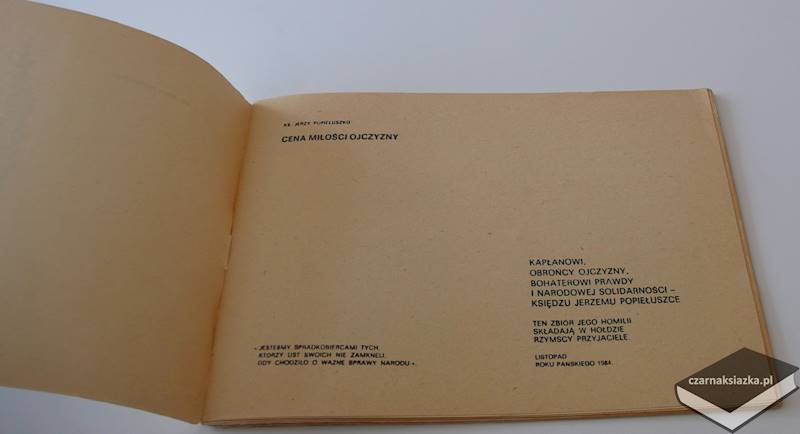 KS. JERZY POPIEŁUSZKO
CENA MIŁOŚCI OJCZYZNY
KAPŁANOWI,
OBROŃCY OJCZYZNY,
BOHATEROWI PRAWDY
I NARODOWEJ SOLIDARNOŚCI –
KSIĘDZU JERZEMU POPIEŁUSZCE
TEN ZBIÓR JEGO HOMILII
SKŁADAJĄ W HOŁDZIE
RZYMSCY PRZYJACIELE.
LISTOPAD
ROKU PAŃSKIEGO 1984.
«JESTEŚMY SPADKOBIERCAMI TYCH,
KTÓRZY UST SWOICH NIE ZAMKNĘLI,
GDY CHODZIŁO O WAŻNE SPRAWY NARODU».
czarnaksiazka.pl